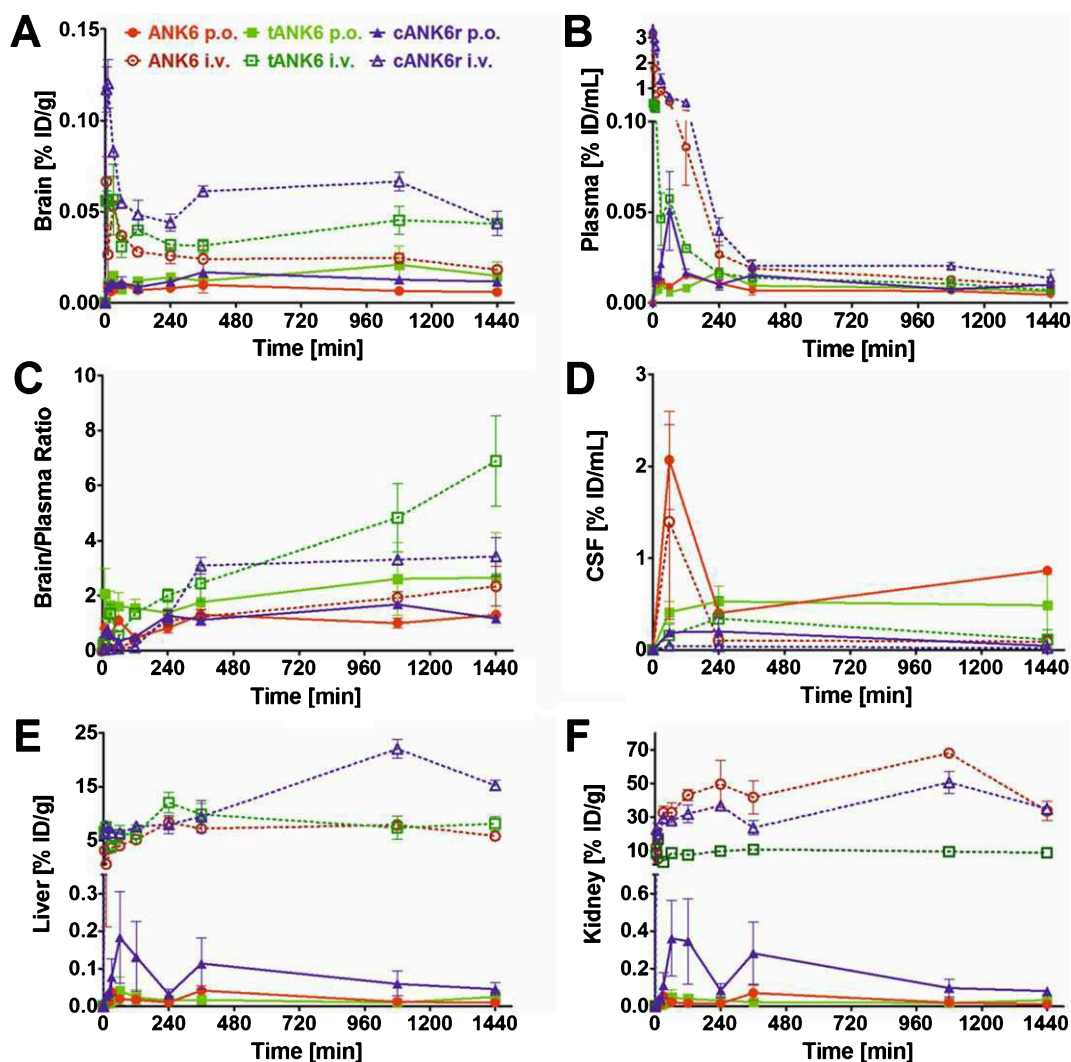 A
B
ANK6 p.o. tANK6 p.o. cANK6r p.o.
ANK6 i.v. tANK6 i.v. cANK6r i.v.
Brain [% ID/g]
0.15
0.10
0.05
0.00
0 240 480 720 960 1200 1440
Time [min]
Plasma [% ID/mL]
3
2
1
0.10
0.05
0.00
0 240 480 720 960 1200 1440
Time [min]
C
D
Brain/Plasma Ratio
10
8
6
4
2
0
0 240 480 720 960 1200 1440
Time [min]
CSF [% ID/mL]
3
2
1
0
0 240 480 720 960 1200 1440
Time [min]
E
F
Liver [% ID/g]
25
15
5
0.3
0.2
0.1
0.0
0 240 480 720 960 1200 1440
Time [min]
Kidney [% ID/g]
70
50
30
10
0.6
0.4
0.2
0.0
0 240 480 720 960 1200 1440
Time [min]